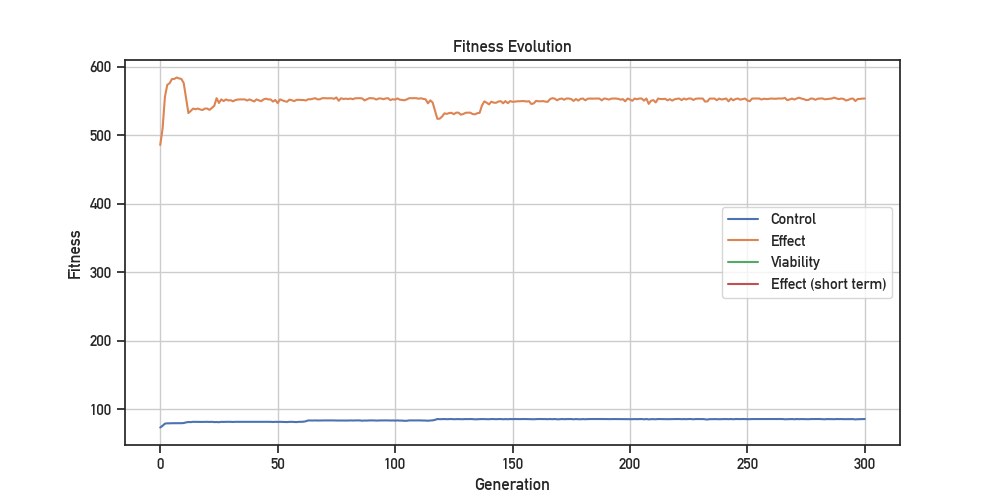 Fitness Evolution
Fitness
600
500
400
300
200
100
Control
Effect
Viability
Effect (short term)
0
50
100
150
200
250
300
Generation